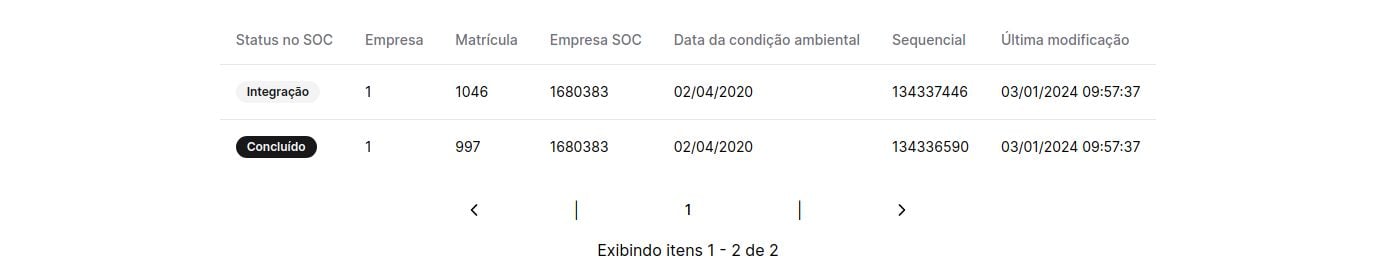 Status no SOC Empresa Matrícula Empresa SOC Data da condição ambiental Sequencial Última modificação
Integração 1 1046 1680383 02/04/2020 134337446 03/01/2024 09:57:37
Concluído 1 997 1680383 02/04/2020 134336590 03/01/2024 09:57:37
| 1 |
Exibindo itens 1 - 2 de 2